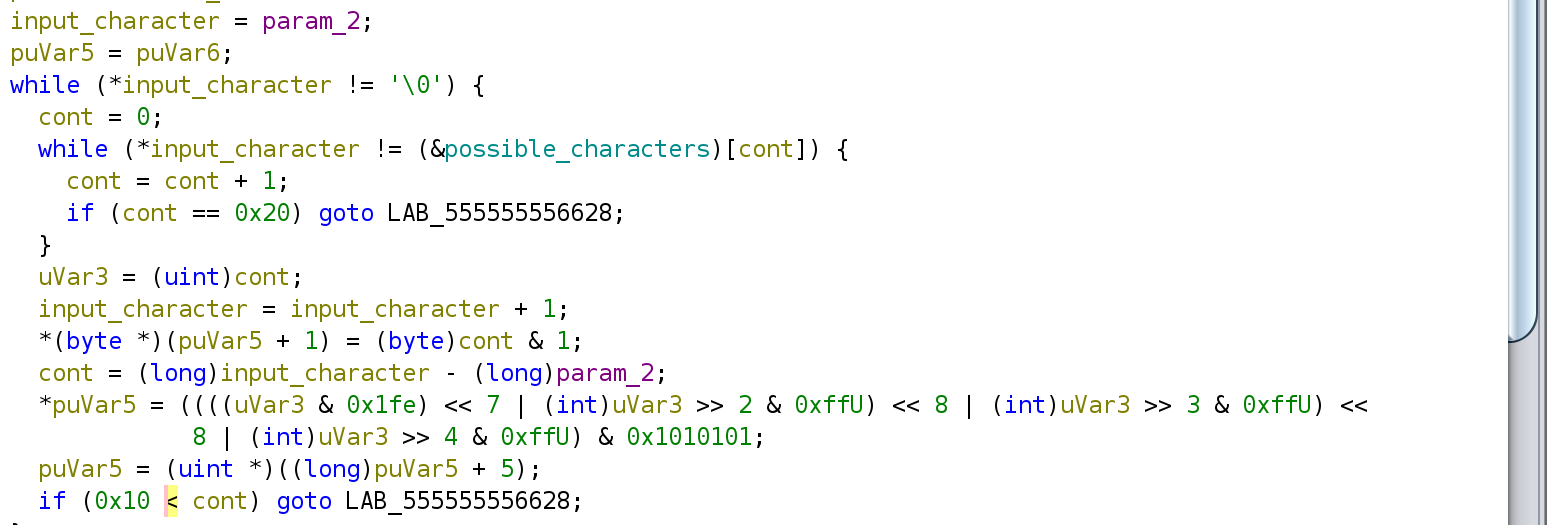 input_character = param_2;
puVar5 = puVar6;
while (*input_character != '\0') {
cont = 0;
while (*input_character != (&possible_characters)[cont]) {
cont = cont + 1;
if (cont == 0x20) goto LAB_555555556628;
}
uVar3 = (uint)cont;
input_character = input_character + 1;
*(byte *)(puVar5 + 1) = (byte)cont & 1;
cont = (long)input_character - (long)param_2;
*puVar5 = ((((uVar3 & 0x1fe) << 7 | (int)uVar3 >> 2 & 0xffU) << 8 | (int)uVar3 >> 3 & 0xffU) <<
8 | (int)uVar3 >> 4 & 0xffU) & 0x1010101;
puVar5 = (uint *)((long)puVar5 + 5);
if (0x10 < cont) goto LAB_555555556628;